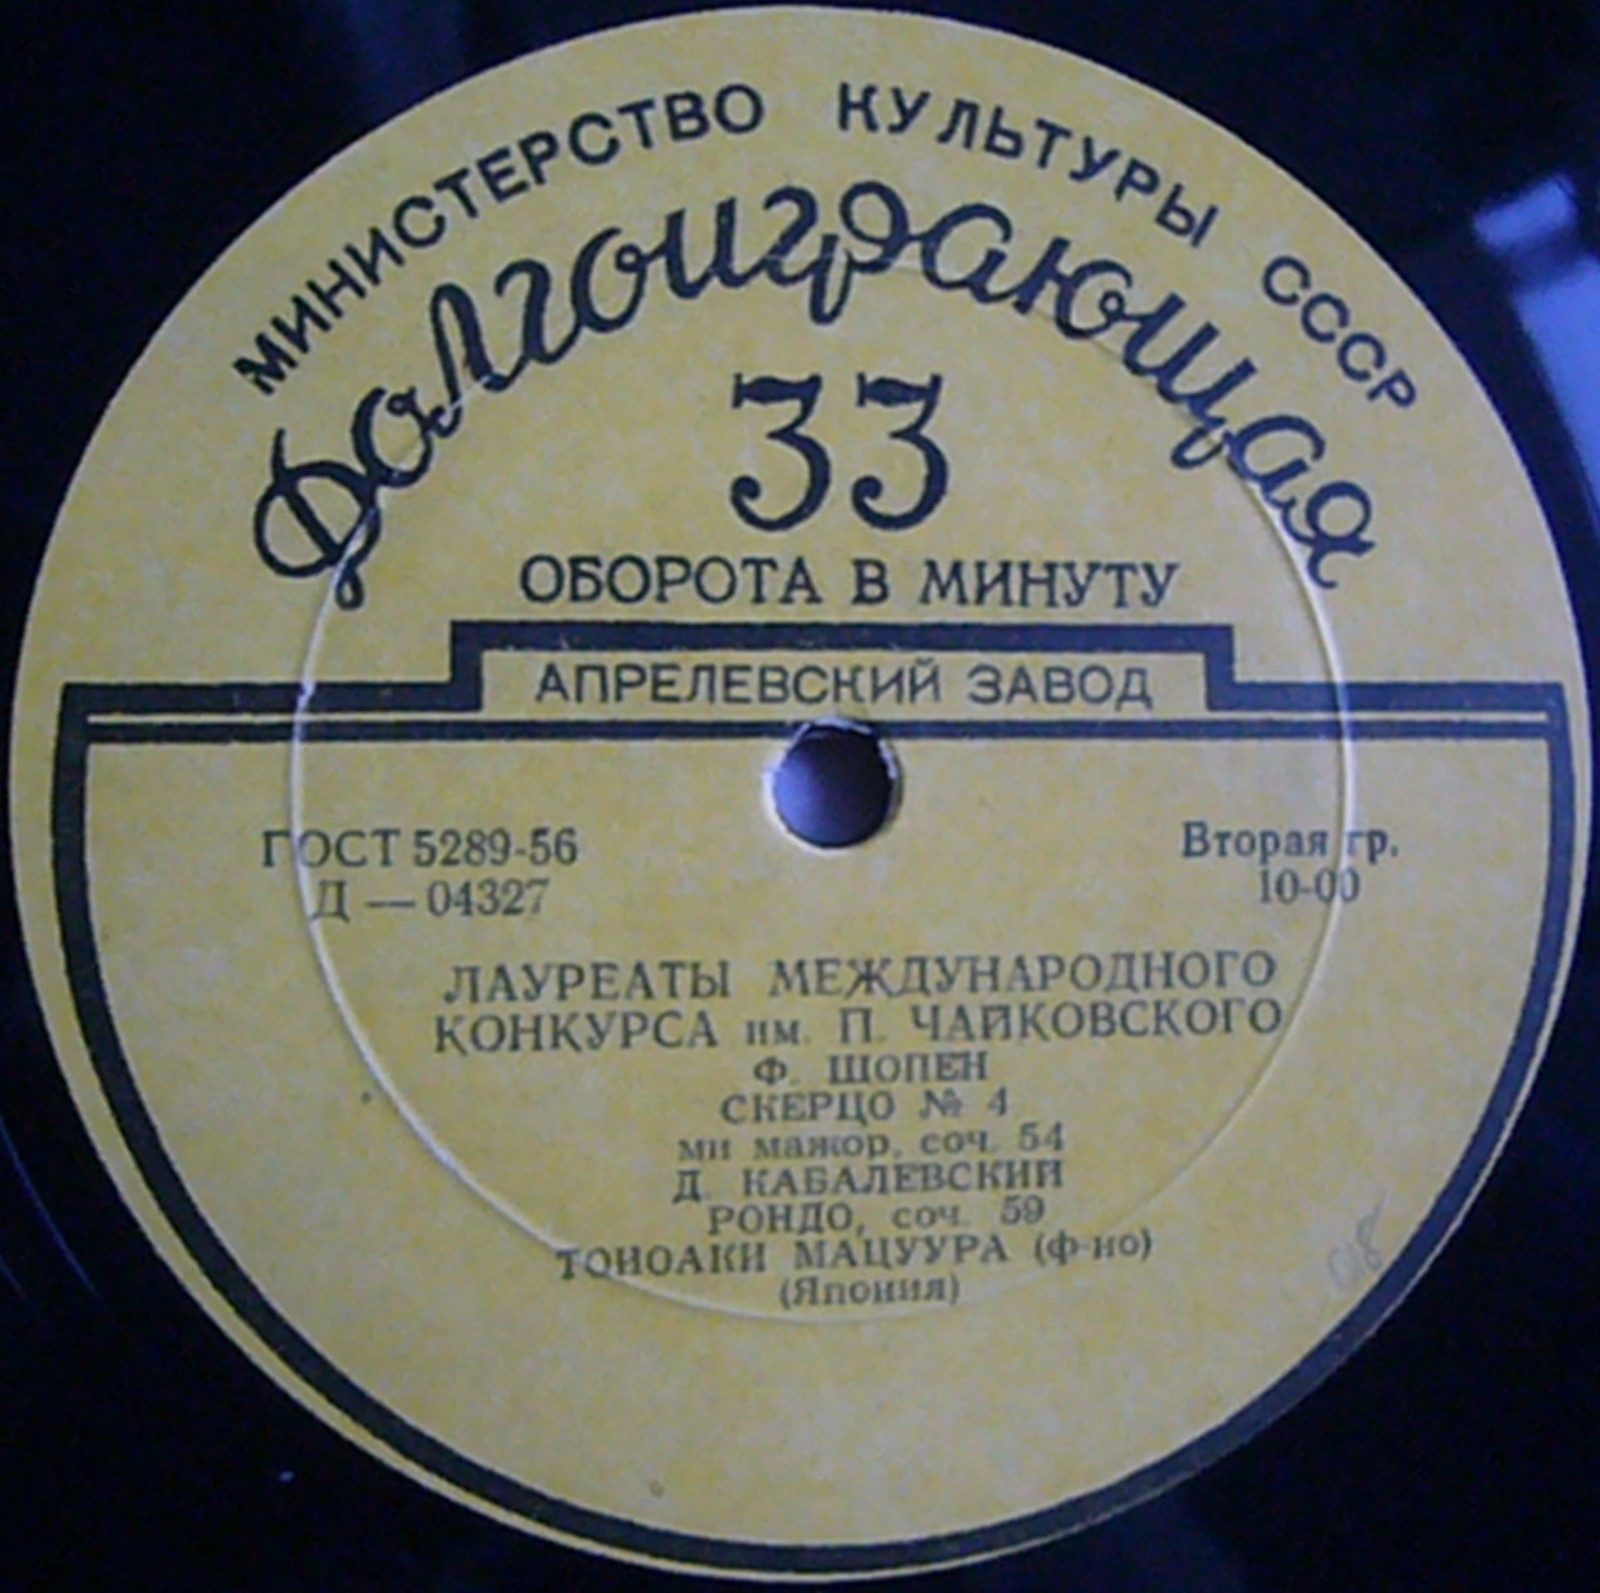 МИНИСТЕРСТВО КУЛЬТУРЫ СССР
Долгоиграющая
33
ОБОРОТА В МИНУТУ
АПРЕЛЕВСКИЙ ЗАВОД
ГОСТ 5289-56
Вторая гр.
Д — 04327
10-00
ЛАУРЕАТЫ МЕЖДУНАРОДНОГО
КОНКУРСА им. П. ЧАЙКОВСКОГО
Ф. ШОПЕН
СКЕРЦО № 4
ми мажор, соч. 54
Д. КАБАЛЕВСКИЙ
РОНДО, соч. 59
ТОНОАКИ МАЦУУРА (ф-но)
(Япония)